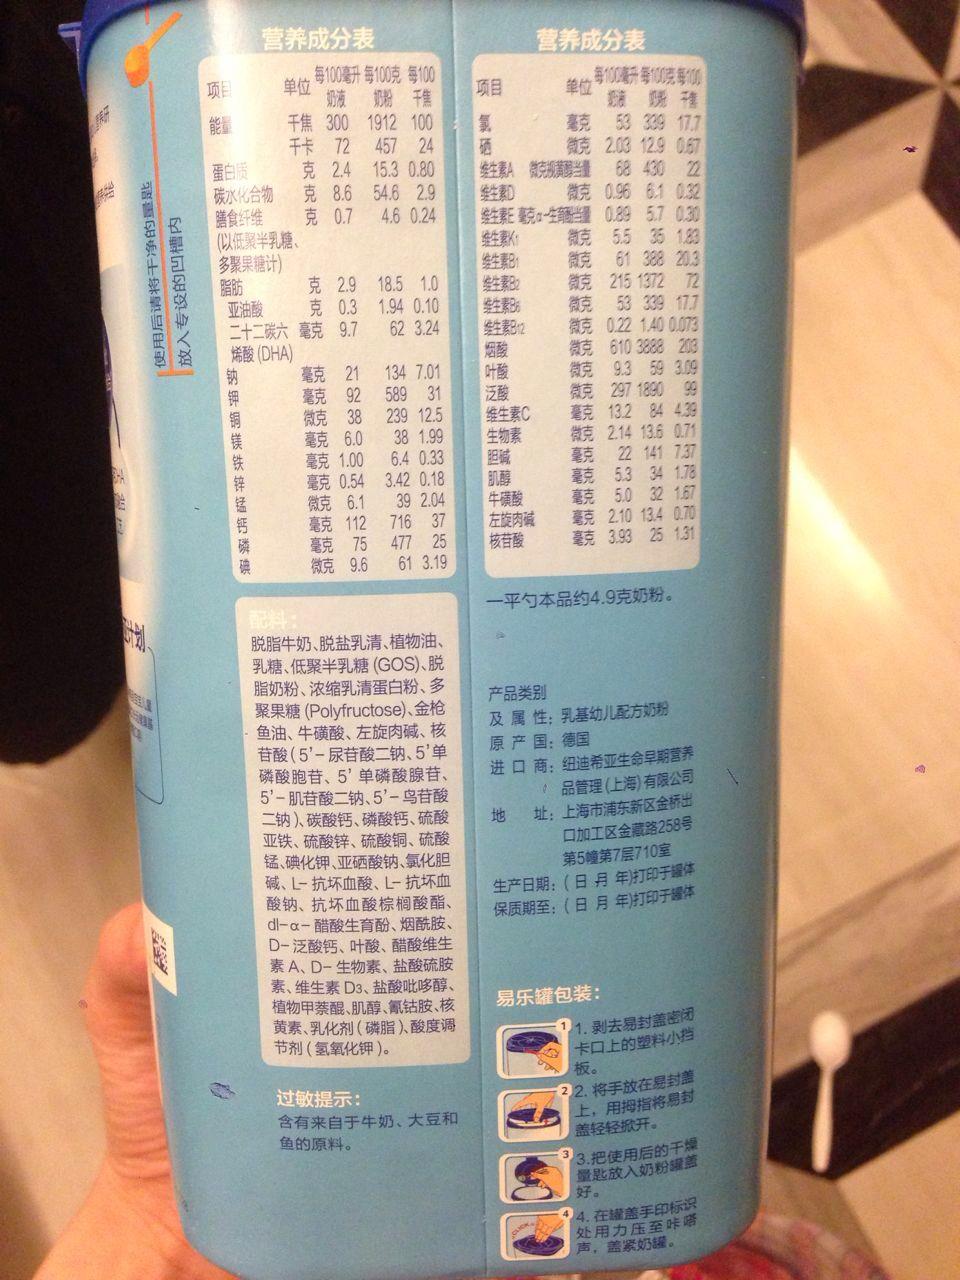 使用后请将干净的量匙
放入专设的凹槽内
营养成分表
项目 单位 每100毫升奶液 每100克奶粉 每100千焦
能量 千焦 300 1912 100
千卡 72 457 24
蛋白质 克 2.4 15.3 0.80
碳水化合物 克 8.6 54.6 2.9
膳食纤维 克 0.7 4.6 0.24
(以低聚半乳糖、
多聚果糖计)
脂肪 克 2.9 18.5 1.0
亚油酸 克 0.3 1.94 0.10
二十二碳六 毫克 9.7 62 3.24
烯酸 (DHA)
钠 毫克 21 134 7.01
钾 毫克 92 589 31
铜 微克 38 239 12.5
镁 毫克 6.0 38 1.99
铁 毫克 1.00 6.4 0.33
锌 毫克 0.54 3.42 0.18
锰 微克 6.1 39 2.04
钙 毫克 112 716 37
磷 毫克 75 477 25
碘 微克 9.6 61 3.19
营养成分表
项目 单位 每100毫升奶液 每100克奶粉 每100千焦
氯 毫克 53 339 17.7
硒 微克 2.03 12.9 0.67
维生素A 微克视黄醇当量 68 430 22
维生素D 微克 0.96 6.1 0.32
维生素E 毫克α-生育酚当量 0.89 5.7 0.30
维生素K1 微克 5.5 35 1.83
维生素B1 微克 61 388 20.3
维生素B2 微克 215 1372 72
维生素B6 微克 53 339 17.7
维生素B12 微克 0.22 1.40 0.073
烟酸 微克 610 3888 203
叶酸 微克 9.3 59 3.09
泛酸 微克 297 1890 99
维生素C 毫克 13.2 84 4.39
生物素 微克 2.14 13.6 0.71
胆碱 毫克 22 141 7.37
肌醇 毫克 5.3 34 1.78
牛磺酸 毫克 5.0 32 1.67
左旋肉碱 毫克 2.10 13.4 0.70
核苷酸 毫克 3.93 25 1.31
配料：
脱脂牛奶、脱盐乳清、植物油、
乳糖、低聚半乳糖 (GOS)、脱
脂奶粉、浓缩乳清蛋白粉、多
聚果糖 (Polyfructose)、金枪
鱼油、牛磺酸、左旋肉碱、核
苷酸 ( 5'-尿苷酸二钠、5'单
磷酸胞苷、5' 单磷酸腺苷、
5'-肌苷酸二钠、5'-鸟苷酸
二钠 )、碳酸钙、磷酸钙、硫酸
亚铁、硫酸锌、硫酸铜、硫酸
锰、碘化钾、亚硒酸钠、氯化胆
碱、L-抗坏血酸、L-抗坏血
酸钠、抗坏血酸棕榈酸酯、
dl-α-醋酸生育酚、烟酰胺、
D-泛酸钙、叶酸、醋酸维生
素 A、D-生物素、盐酸硫胺
素、维生素 D3、盐酸吡哆醇、
植物甲萘醌、肌醇、氰钴胺、核
黄素、乳化剂 ( 磷脂 )、酸度调
节剂 ( 氢氧化钾 )。
过敏提示：
含有来自于牛奶、大豆和
鱼的原料。
一平勺本品约4.9克奶粉。
产品类别
及 属 性：乳基幼儿配方奶粉
原 产 国：德国
进 口 商：纽迪希亚生命早期营养
品管理 (上海) 有限公司
地 址：上海市浦东新区金桥出
口加工区金藏路258号
第5幢第7层710室
生产日期：( 日 月 年)打印于罐体
保质期至：( 日 月 年)打印于罐体
易乐罐包装：
1. 剥去易封盖密闭
卡口上的塑料小挡
板。
2. 将手放在易封盖
上，用拇指将易封
盖轻轻掀开。
3.把使用后的干燥
量匙放入奶粉罐盖
好。
4. 在罐盖手印标识
处用力压至咔嗒
声，盖紧奶罐。
1
2
3
4
CLICK